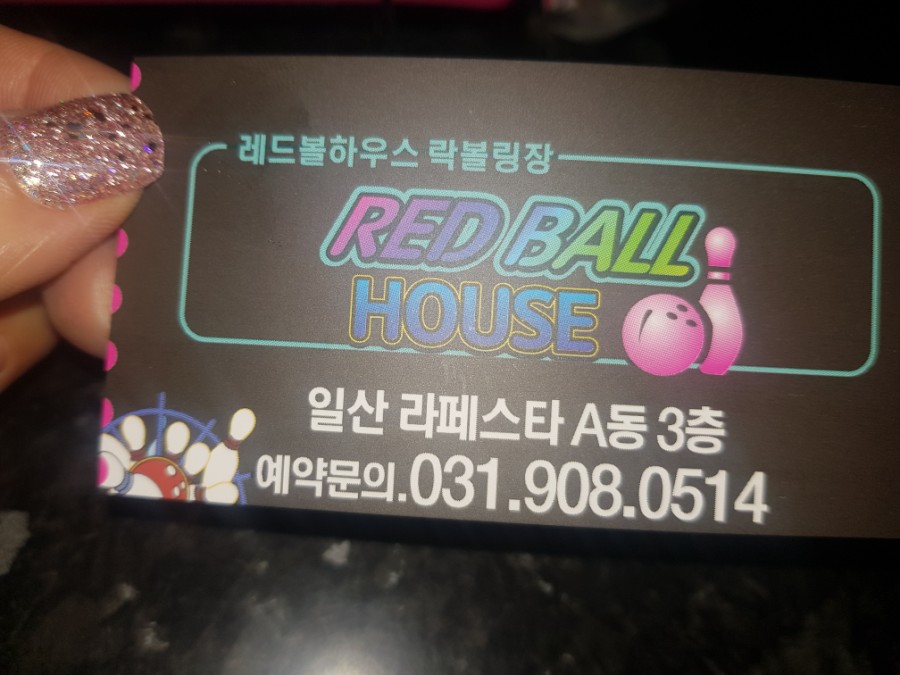 레드볼하우스 락볼링장
RED BALL
HOUSE
일산 라페스타 A동 3층
예약문의.031.908.0514